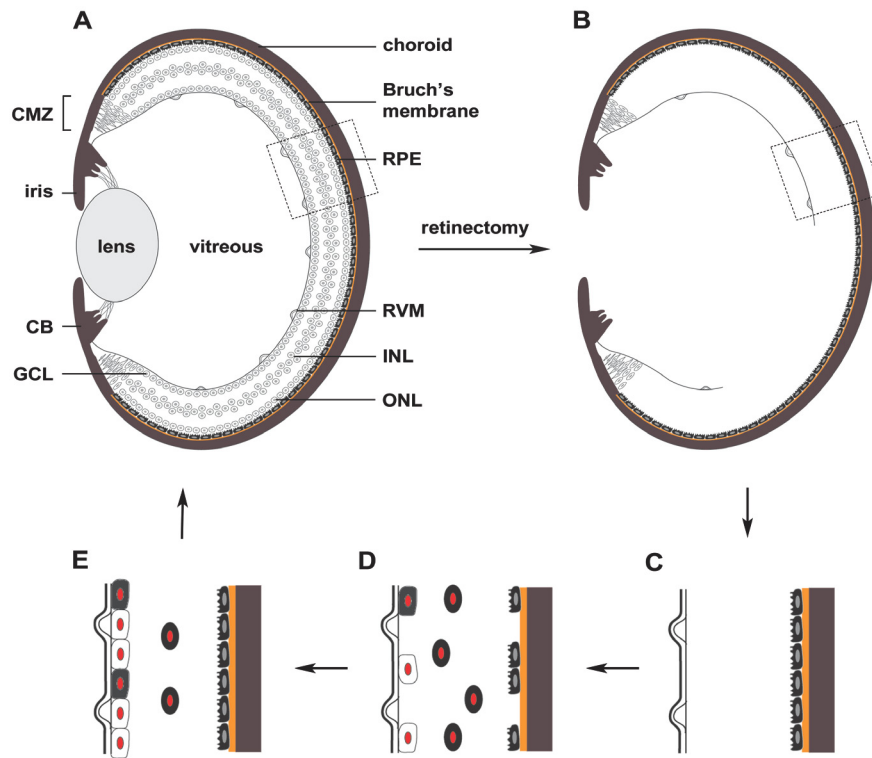 A
B
choroid
Bruch's
membrane
CMZ
RPE
iris
retinectomy
lens
vitreous
RVM
CB
INL
GCL
ONL
E
D
C